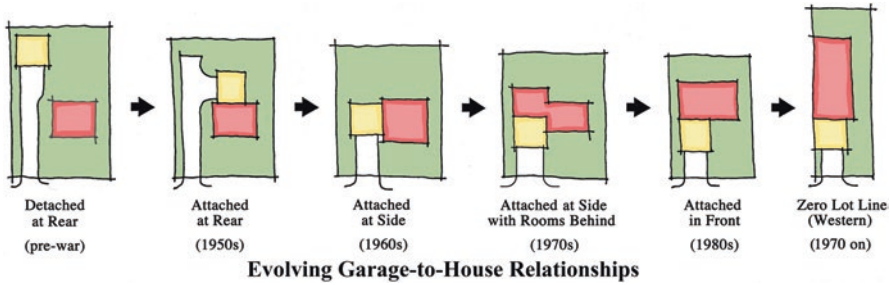 Detached
at Rear
(pre-war)
Attached
at Rear
(1950s)
Attached
at Side
(1960s)
Attached at Side
with Rooms Behind
(1970s)
Attached
in Front
(1980s)
Zero Lot Line
(Western)
(1970 on)
Evolving Garage-to-House Relationships